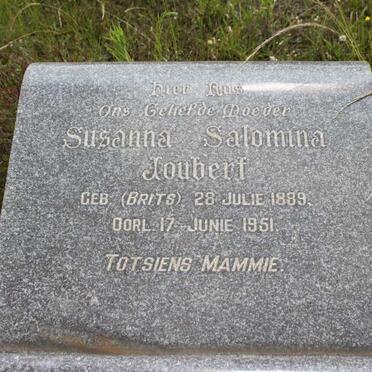 Hier Rus
Ons Geliefde Moeder
Susanna Salomina
Joubert
GEB. (BRITS). 28 JULIE 1889.
OORL. 17 JUNIE 1951.
TOTSIENS MAMMIE.